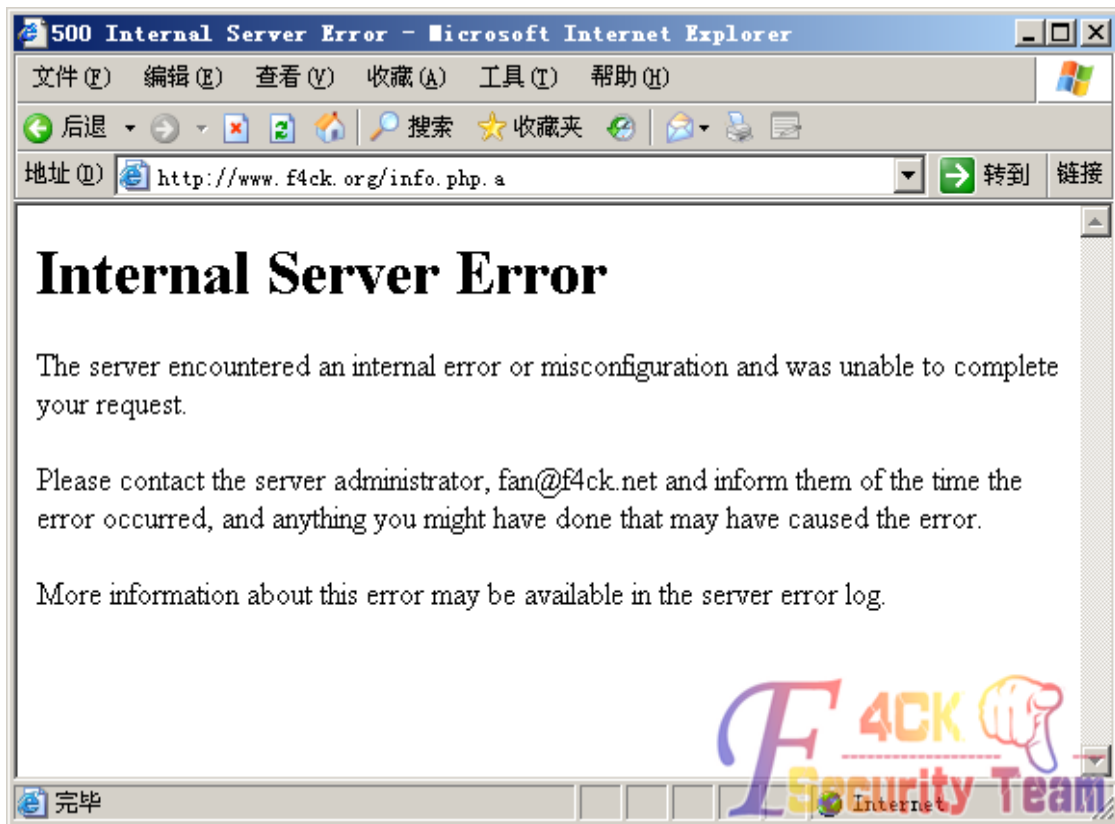 500 Internal Server Error - Microsoft Internet Explorer
文件(F) 编辑(E) 查看(V) 收藏(A) 工具(T) 帮助(H)
后退 搜索 收藏夹
地址(D) http://www.f4ck.org/info.php.a 转到 链接
Internal Server Error
The server encountered an internal error or misconfiguration and was unable to complete
your request.
Please contact the server administrator, fan@f4ck.net and inform them of the time the
error occurred, and anything you might have done that may have caused the error.
More information about this error may be available in the server error log.
F4CK
Security Team
完毕 Internet